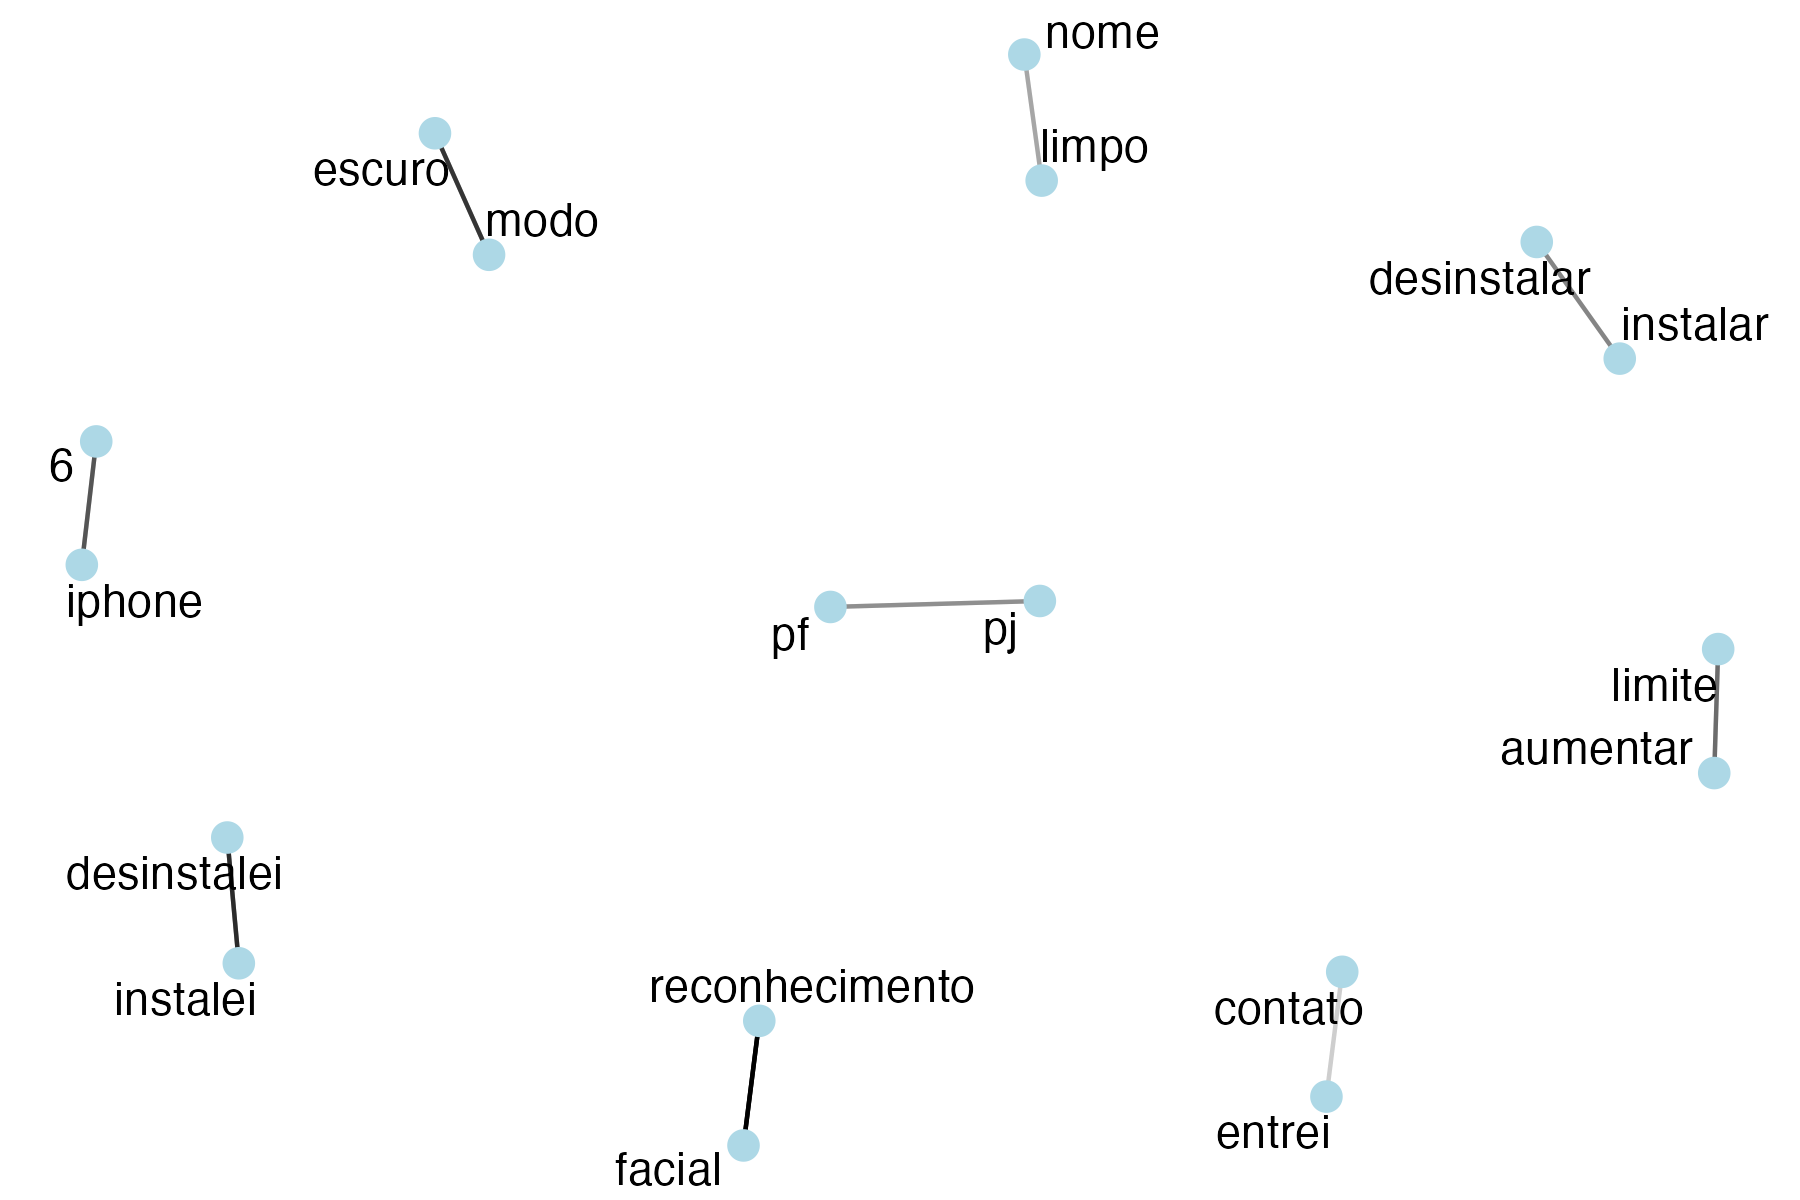 nome
limpo
escuro
modo
desinstalar
instalar
6
iphone
pf
pj
limite
aumentar
desinstalei
instalei
reconhecimento
facial
contato
entrei